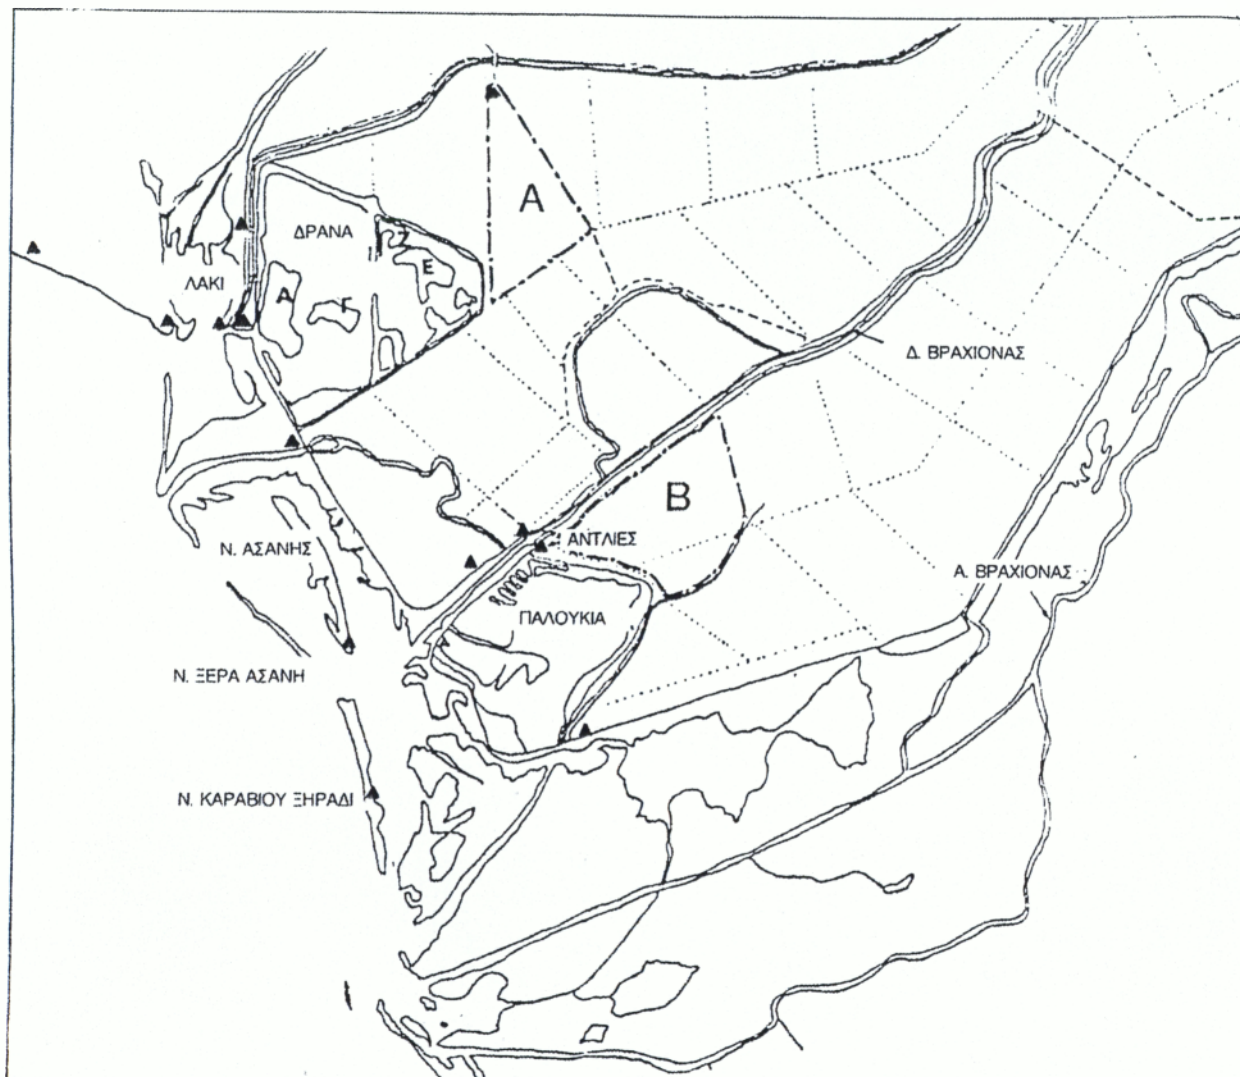 Α
ΔΡΑΝΑ
Ζ
Ε
ΛΑΚΙ
Α
Γ
Δ. ΒΡΑΧΙΟΝΑΣ
Β
ΑΝΤΛΙΕΣ
Ν. ΑΣΑΝΗΣ
Α. ΒΡΑΧΙΟΝΑΣ
ΠΑΛΟΥΚΙΑ
Ν. ΞΕΡΑ ΑΣΑΝΗ
Ν. ΚΑΡΑΒΙΟΥ ΞΗΡΑΔΙ